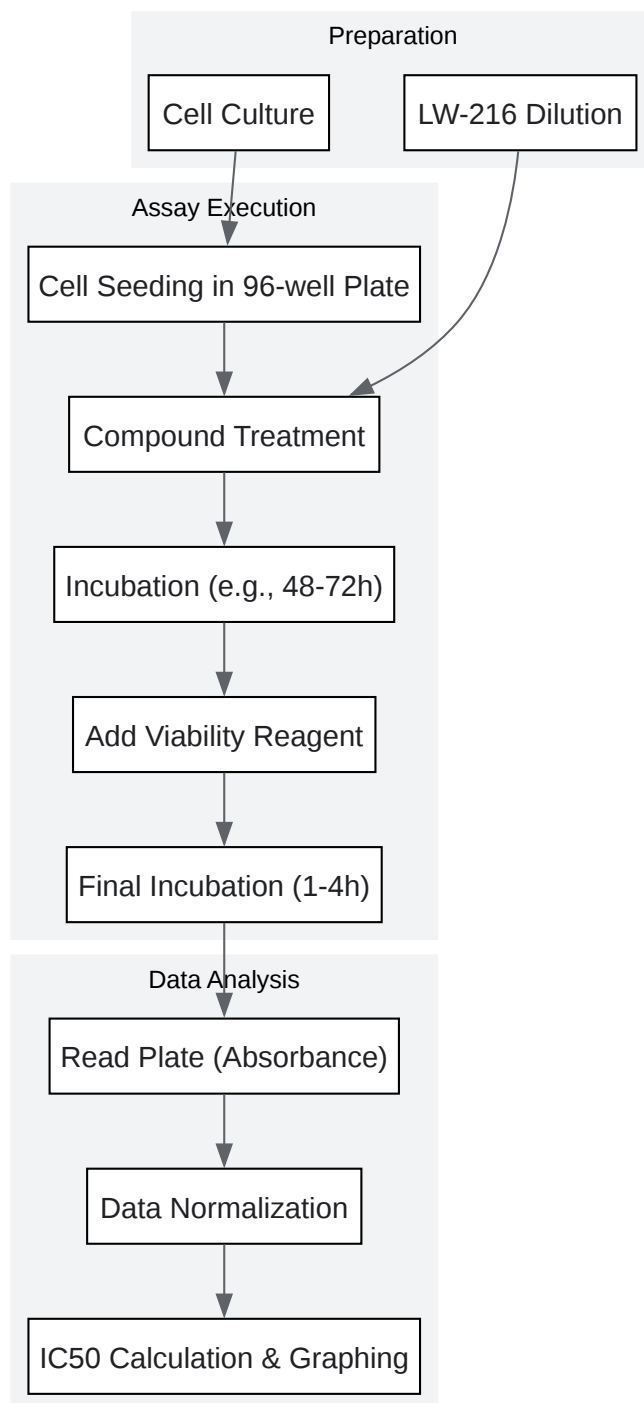 Preparation
Cell Culture
LW-216 Dilution
Assay Execution
Cell Seeding in 96-well Plate
Compound Treatment
Incubation (e.g., 48-72h)
Add Viability Reagent
Final Incubation (1-4h)
Data Analysis
Read Plate (Absorbance)
Data Normalization
IC50 Calculation & Graphing